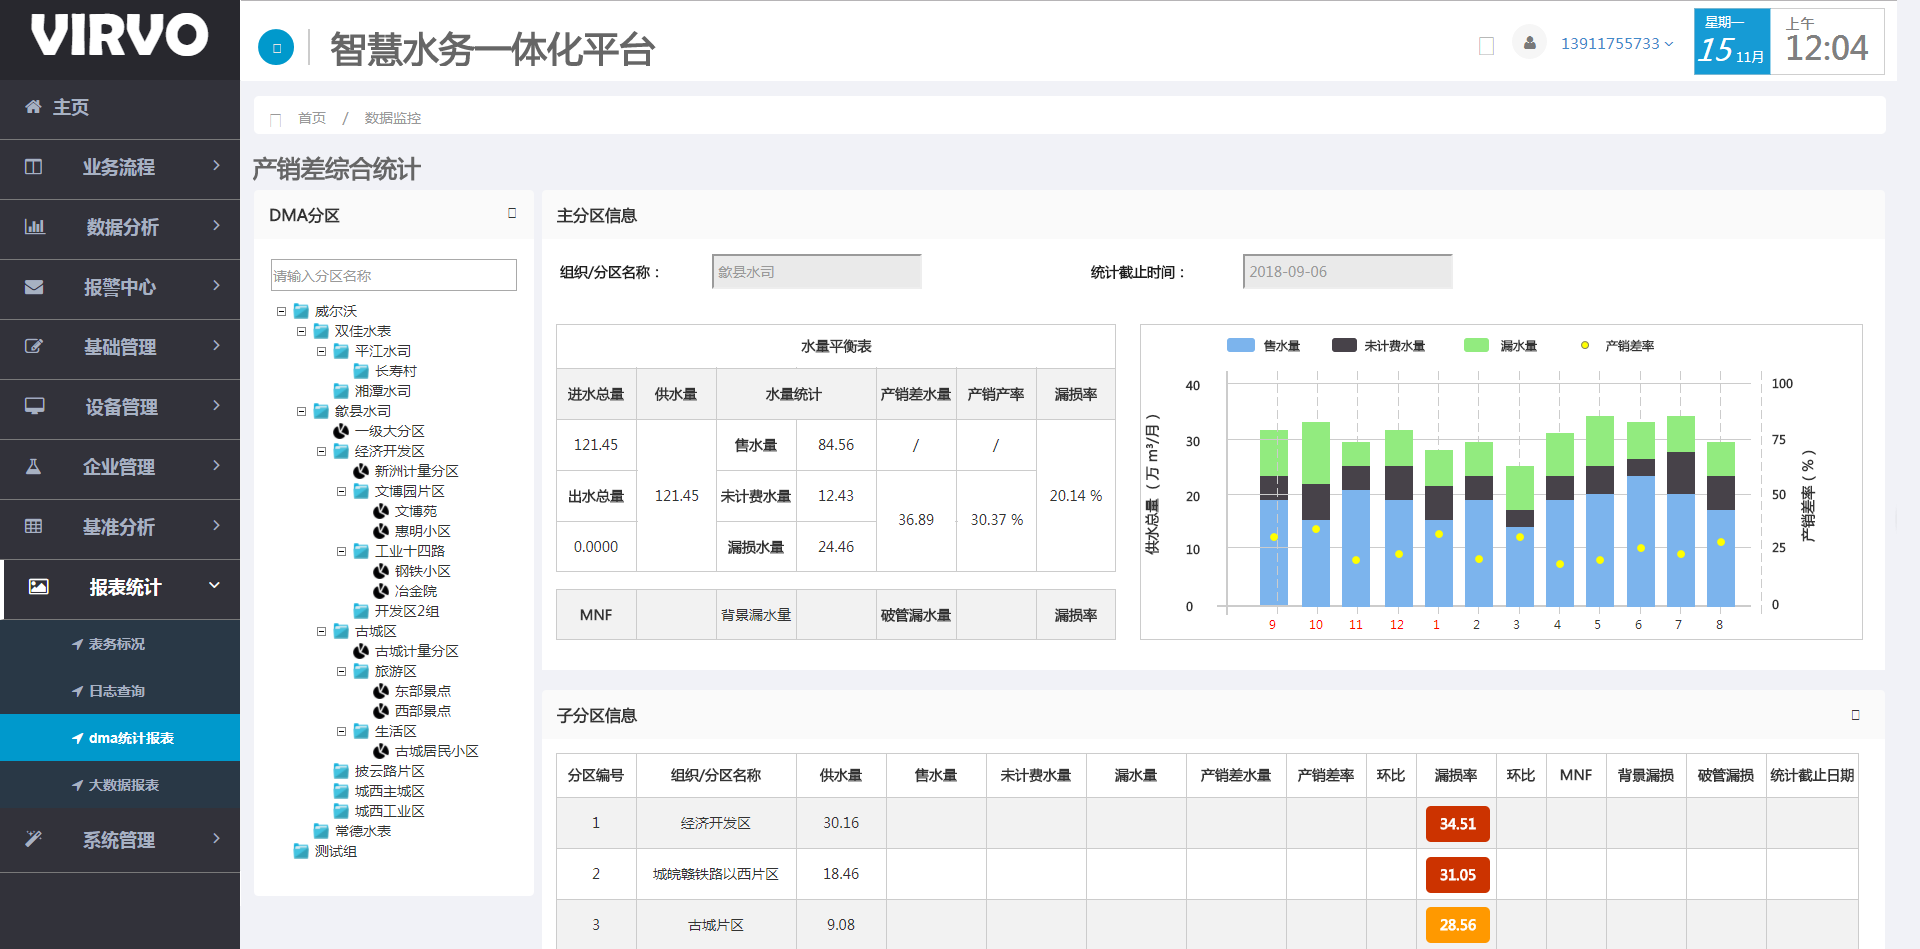 VIRVO
主页
业务流程
数据分析
报警中心
基础管理
设备管理
企业管理
基准分析
报表统计
表务标况
日志查询
dma统计报表
大数据报表
系统管理
智慧水务一体化平台
13911755733
星期一
15 11月
上午
12:04
首页 / 数据监控
产销差综合统计
DMA分区
请输入分区名称
威尔沃
双佳水表
平江水司
长寿村
湘潭水司
歙县水司
一级大分区
经济开发区
新洲计量分区
文博园片区
文博苑
惠明小区
工业十四路
钢铁小区
冶金院
开发区2组
古城区
古城计量分区
旅游区
东部景点
西部景点
生活区
古城居民小区
披云路片区
城西主城区
城西工业区
常德水表
测试组
主分区信息
组织/分区名称： 歙县水司 统计截止时间： 2018-09-06
水量平衡表
进水总量 供水量 水量统计 产销差水量 产销产率 漏损率
121.45 售水量 84.56 / /
出水总量 121.45 未计费水量 12.43 36.89 30.37 % 20.14 %
0.0000 漏损水量 24.46
MNF 背景漏水量 破管漏水量 漏损率
售水量 未计费水量 漏水量 产销差率
供水总量（万 m³/月）
40
30
20
10
0
100
75
50
25
0
产销差率（%）
9 10 11 12 1 2 3 4 5 6 7 8
子分区信息
分区编号 组织/分区名称 供水量 售水量 未计费水量 漏水量 产销差水量 产销差率 环比 漏损率 环比 MNF 背景漏损 破管漏损 统计截止日期
1 经济开发区 30.16 34.51
2 城皖赣铁路以西片区 18.46 31.05
3 古城片区 9.08 28.56